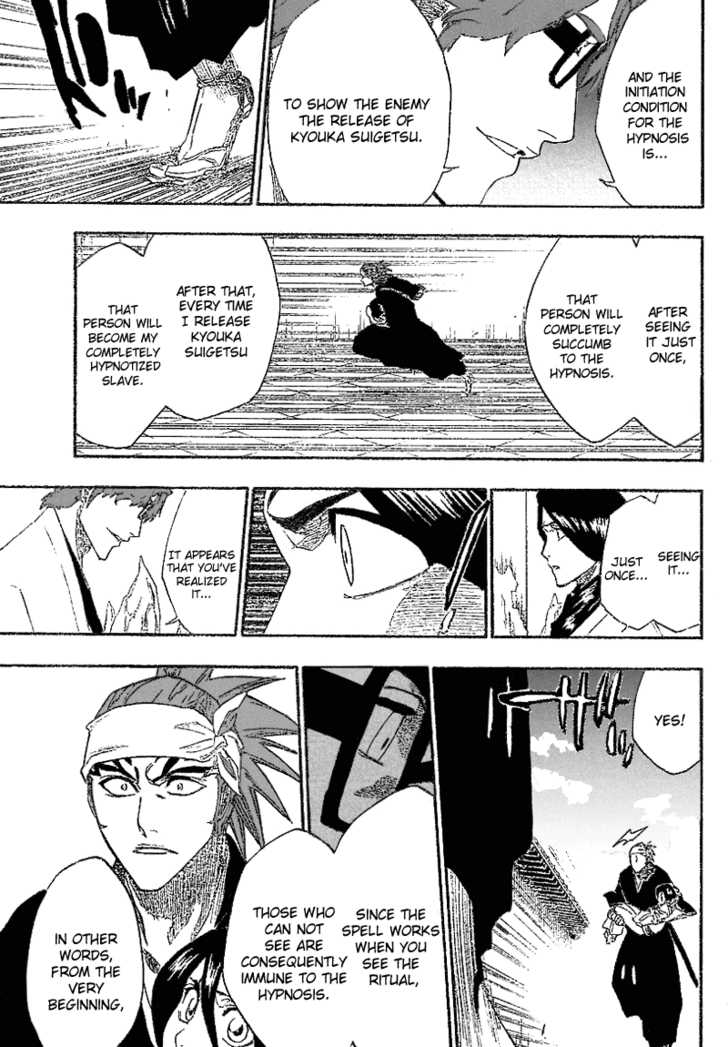 AND THE
INITIATION
CONDITION
FOR THE
HYPNOSIS
IS...
TO SHOW THE ENEMY
THE RELEASE OF
KYOUKA SUIGETSU.
AFTER
SEEING
IT JUST
ONCE,
THAT
PERSON WILL
COMPLETELY
SUCCUMB
TO THE
HYPNOSIS.
AFTER THAT,
EVERY TIME
I RELEASE
KYOUKA
SUIGETSU
THAT
PERSON WILL
BECOME MY
COMPLETELY
HYPNOTIZED
SLAVE.
SEEING
IT...
JUST
ONCE...
IT APPEARS
THAT YOU'VE
REALIZED
IT...
YES!
SINCE THE
SPELL WORKS
WHEN YOU
SEE THE
RITUAL,
THOSE WHO
CAN NOT
SEE ARE
CONSEQUENTLY
IMMUNE TO THE
HYPNOSIS.
IN OTHER
WORDS,
FROM THE
VERY
BEGINNING,